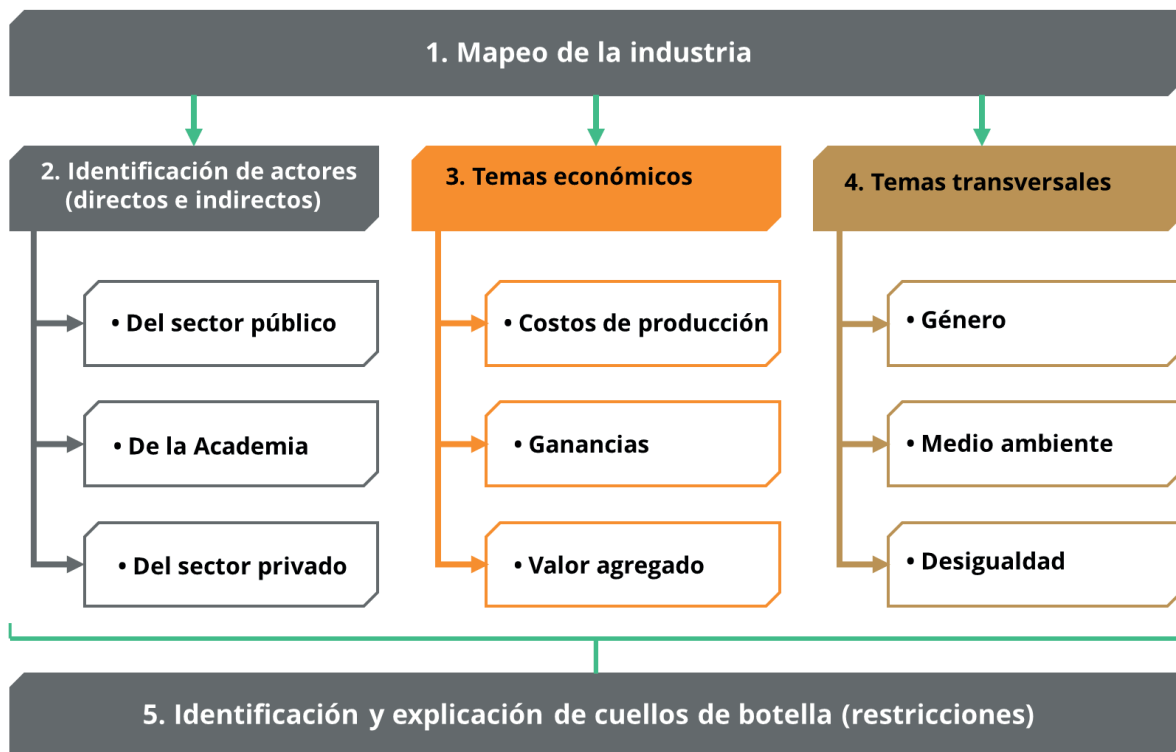 1. Mapeo de la industria
2. Identificación de actores
(directos e indirectos)
• Del sector público
• De la Academia
• Del sector privado
3. Temas económicos
• Costos de producción
• Ganancias
• Valor agregado
4. Temas transversales
• Género
• Medio ambiente
• Desigualdad
5. Identificación y explicación de cuellos de botella (restricciones)